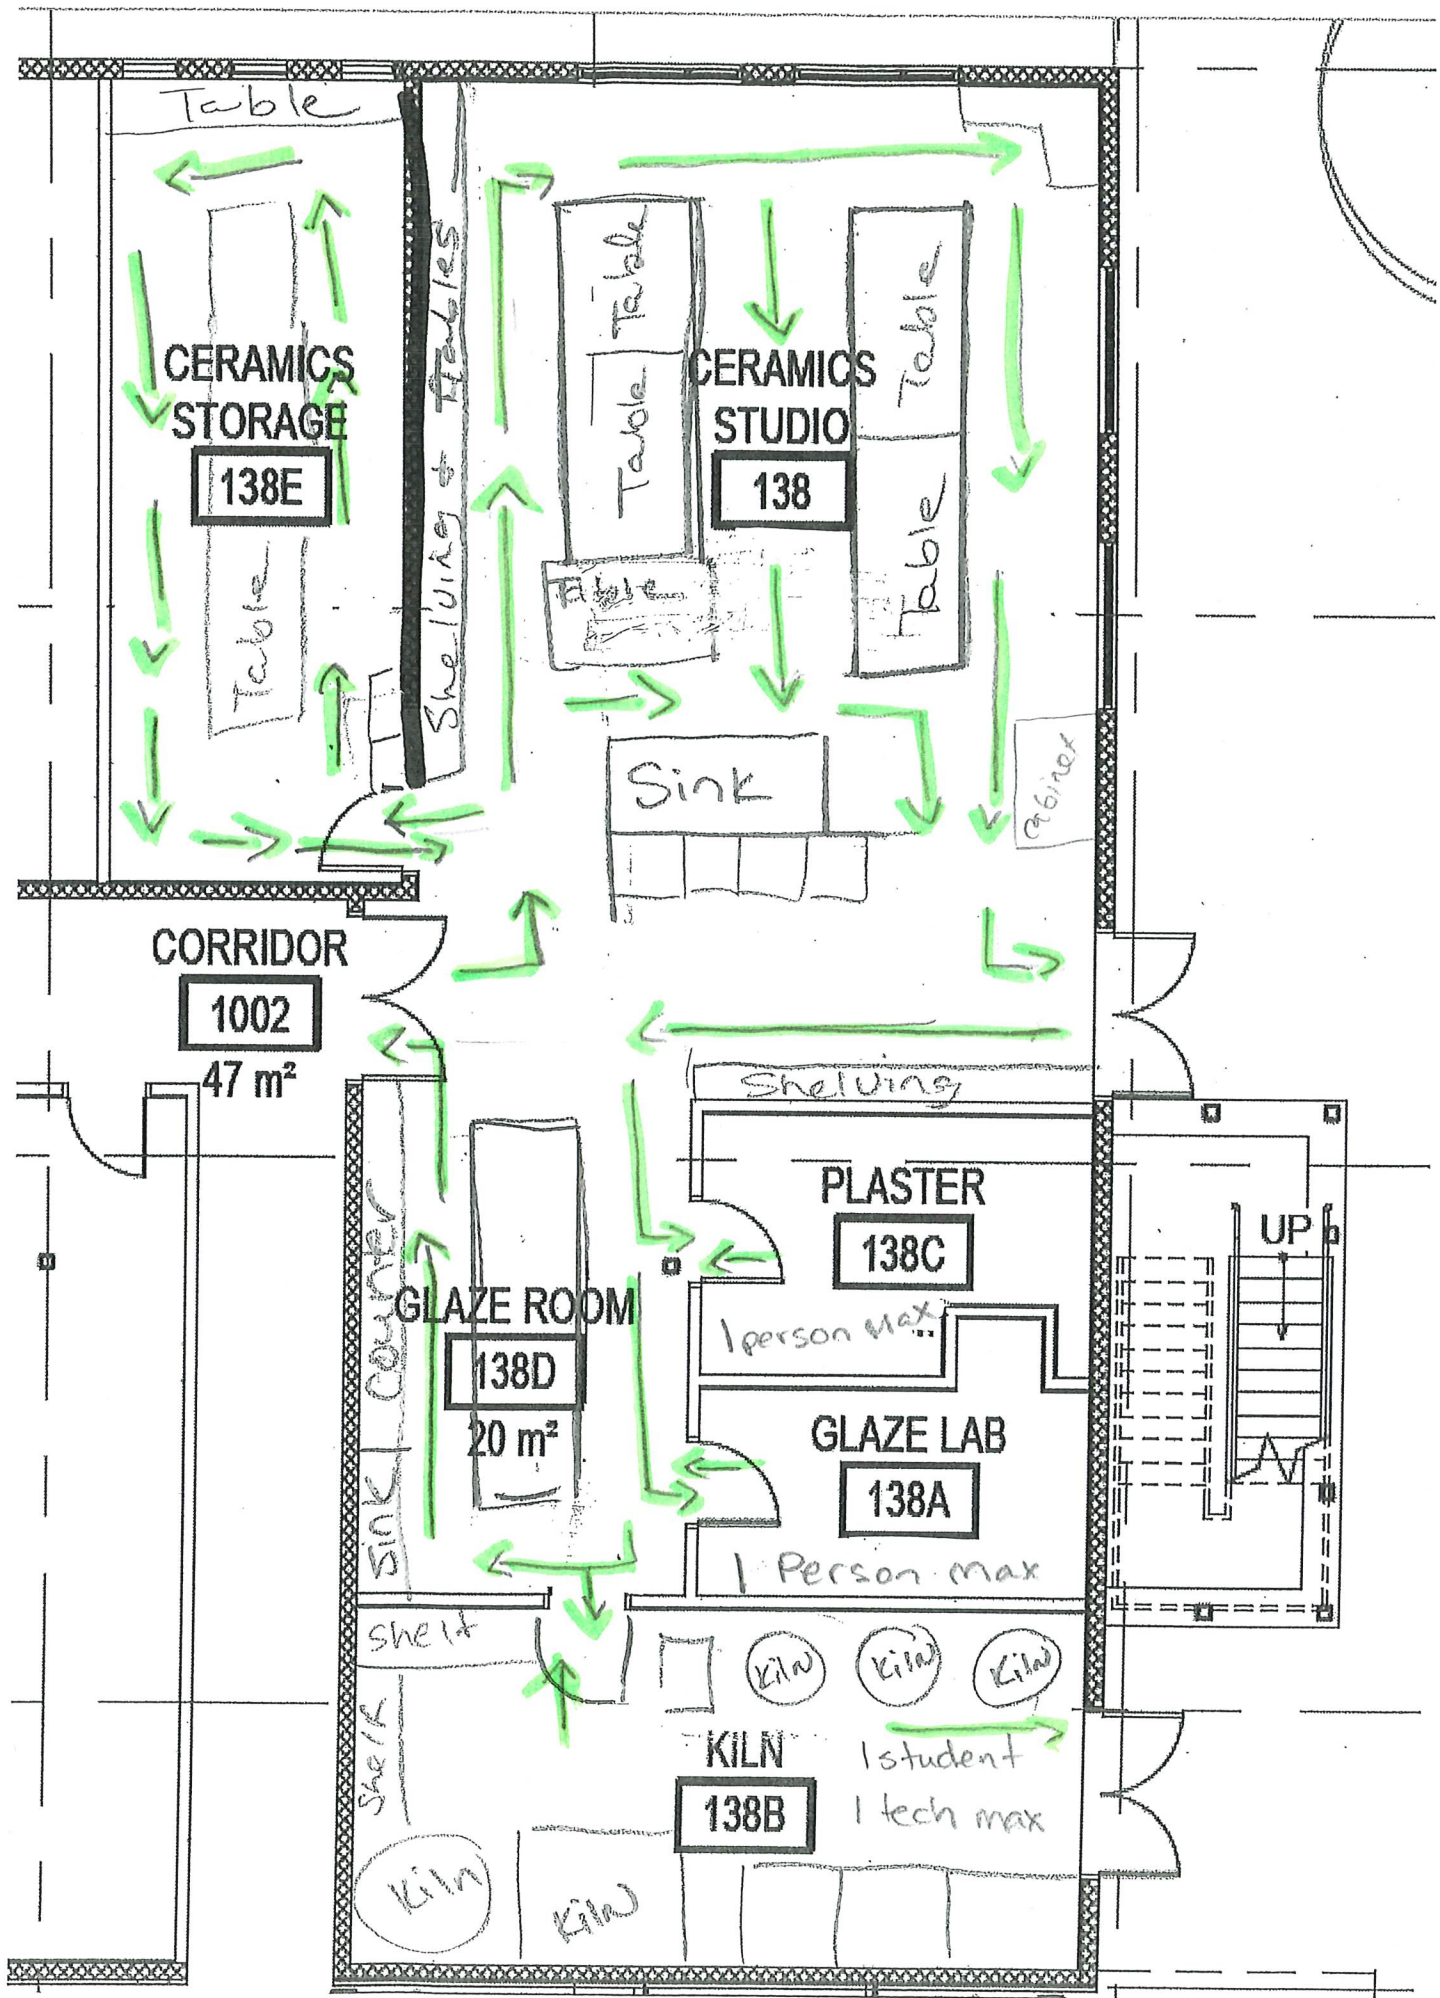 Table
Shelving + Tables
Table
Table
Table
Table
Table
Table
CERAMICS
STORAGE
138E
CERAMICS
STUDIO
138
Sink
cabinet
CORRIDOR
1002
47 m²
Shelving
PLASTER
138C
1 person Max
UP
Sink | Counter
GLAZE ROOM
138D
20 m²
GLAZE LAB
138A
1 Person max
Shelf
Shelf
Kiln
Kiln
Kiln
KILN
138B
1 student
1 tech max
Kiln
Kiln